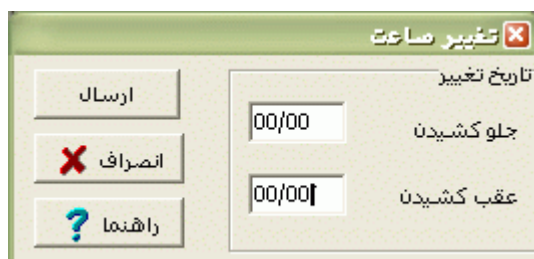 تغییر ساعت
تاریخ تغییر
جلو کشیدن 00/00
عقب کشیدن 00/00
ارسال
انصراف
راهنما